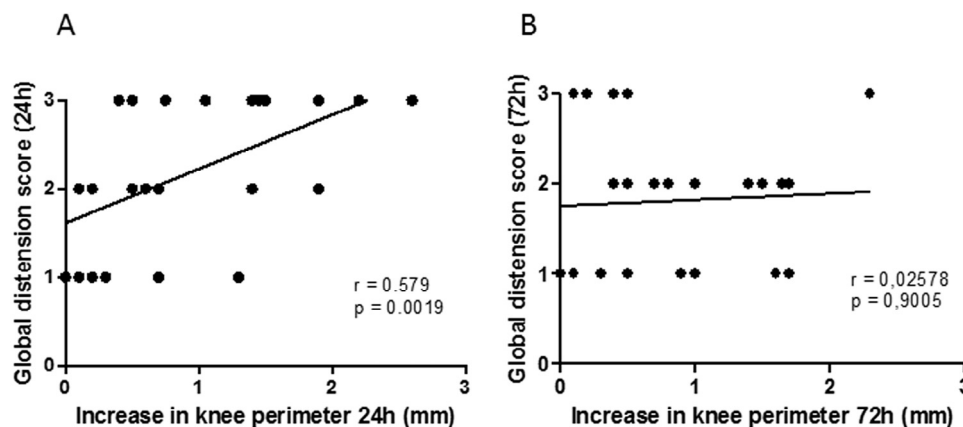 A
Global distension score (24h)
3
2
1
0
r = 0.579
p = 0.0019
0 1 2 3
Increase in knee perimeter 24h (mm)
B
Global distension score (72h)
3
2
1
0
r = 0,02578
p = 0,9005
0 1 2 3
Increase in knee perimeter 72h (mm)